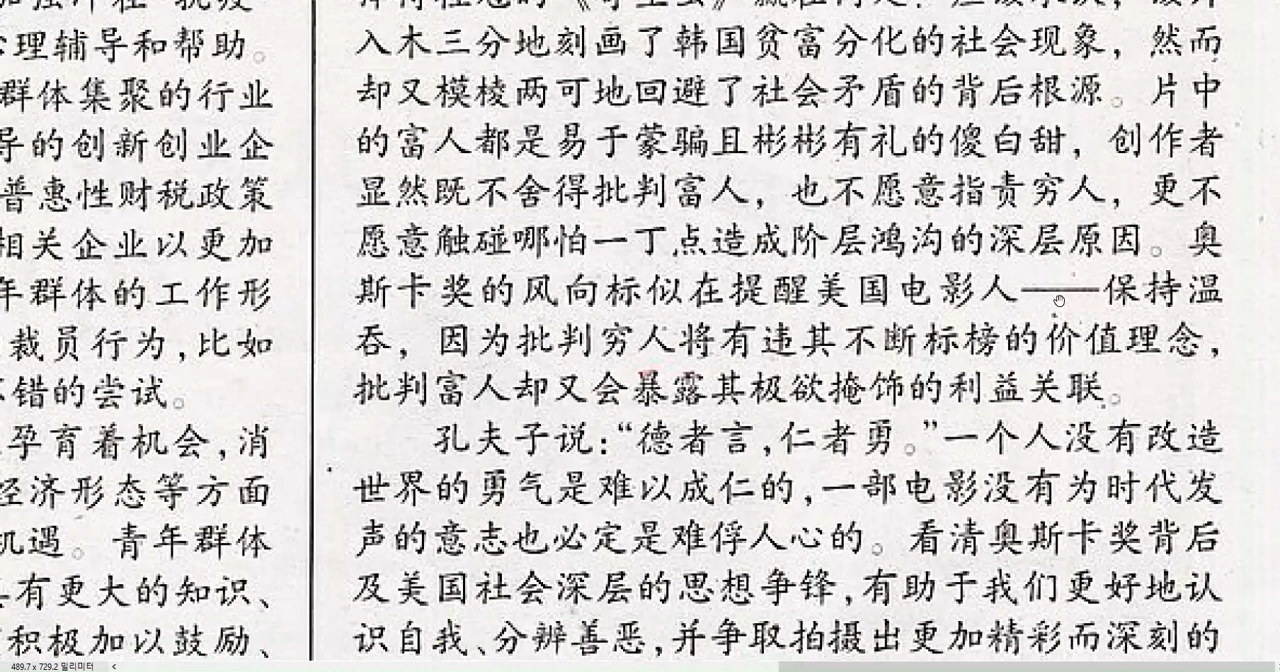 理辅导和帮助。
群体集聚的行业
导的创新创业企
普惠性财税政策
相关企业以更加
年群体的工作形
裁员行为,比如
错的尝试。
孕育着机会,消
经济形态等方面
机遇。青年群体
有更大的知识、
积极加以鼓励、
入木三分地刻画了韩国贫富分化的社会现象，然而
却又模棱两可地回避了社会矛盾的背后根源。片中
的富人都是易于蒙骗且彬彬有礼的傻白甜，创作者
显然既不舍得批判富人，也不愿意指责穷人，更不
愿意触碰哪怕一丁点造成阶层鸿沟的深层原因。奥
斯卡奖的风向标似在提醒美国电影人——保持温
吞，因为批判穷人将有违其不断标榜的价值理念，
批判富人却又会暴露其极欲掩饰的利益关联。
孔夫子说:“德者言,仁者勇。”一个人没有改造
世界的勇气是难以成仁的,一部电影没有为时代发
声的意志也必定是难俘人心的。看清奥斯卡奖背后
及美国社会深层的思想争锋,有助于我们更好地认
识自我、分辨善恶,并争取拍摄出更加精彩而深刻的
489.7 x 729.2 밀리미터